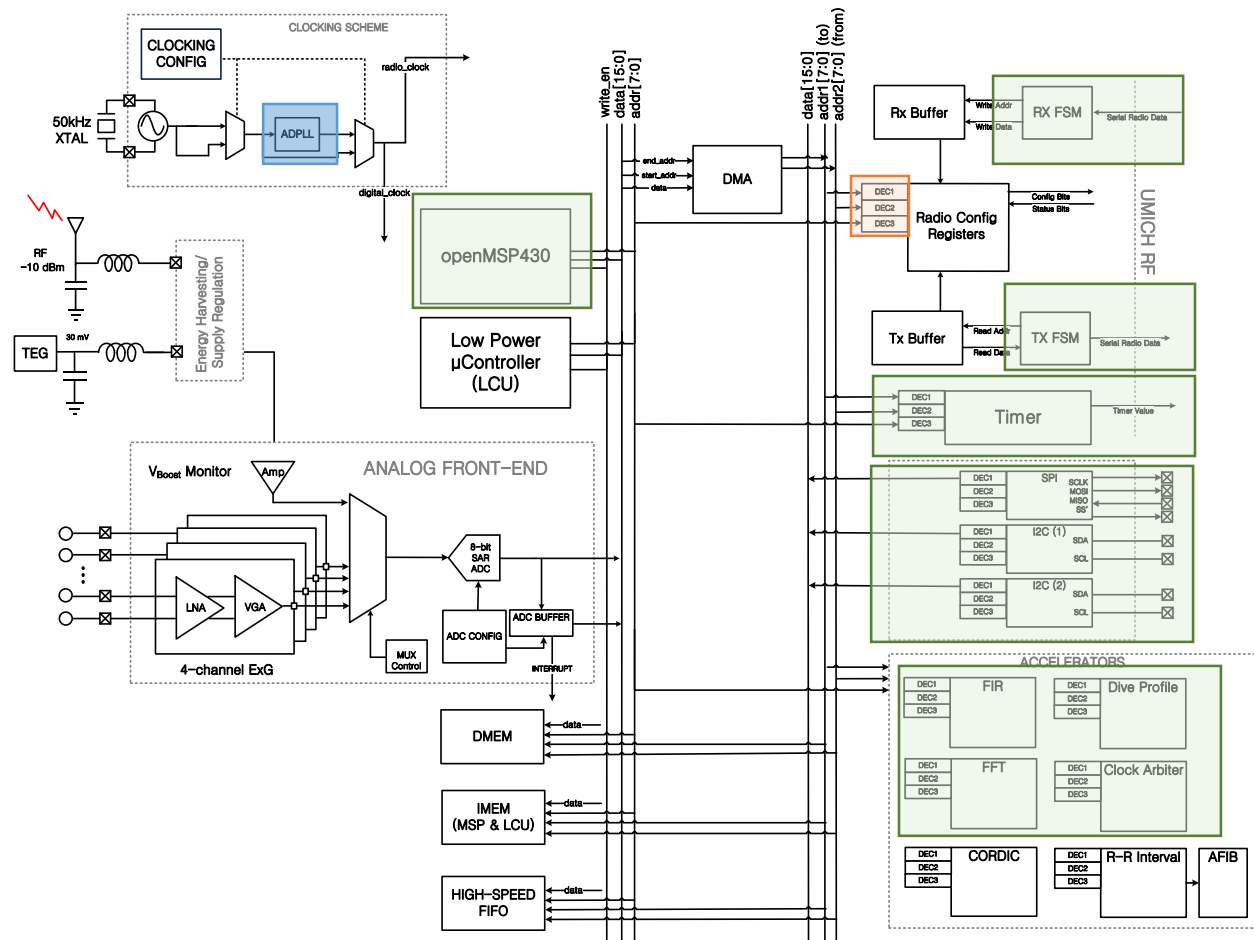 CLOCKING SCHEME
CLOCKING
CONFIG
radio_clock
50kHz
XTAL
ADPLL
digital_clock
write_en
data[15:0]
addr[7:0]
data[15:0]
addr1[7:0] (to)
addr2[7:0] (from)
end_addr
start_addr
data
DMA
Rx Buffer
Write Addr
Write Data
RX FSM
Serial Radio Data
DEC1
DEC2
DEC3
Radio Config
Registers
Config Bits
Status Bits
UMICH RF
openMSP430
RF
-10 dBm
Energy Harvesting/
Supply Regulation
30 mV
TEG
Low Power
µController
(LCU)
Tx Buffer
Read Addr
Read Data
TX FSM
Serial Radio Data
DEC1
DEC2
DEC3
Timer
Timer Value
VBoost Monitor
Amp
ANALOG FRONT-END
8-bit
SAR
ADC
LNA
VGA
4-channel ExG
MUX
Control
ADC CONFIG
ADC BUFFER
INTERRUPT
DEC1
DEC2
DEC3
SPI
SCLK
MOSI
MISO
SS'
DEC1
DEC2
DEC3
I2C (1)
SDA
SCL
DEC1
DEC2
DEC3
I2C (2)
SDA
SCL
ACCELERATORS
DEC1
DEC2
DEC3
FIR
DEC1
DEC2
DEC3
Dive Profile
DEC1
DEC2
DEC3
FFT
DEC1
DEC2
DEC3
Clock Arbiter
DEC1
DEC2
DEC3
CORDIC
DEC1
DEC2
DEC3
R-R Interval
AFIB
DMEM
data
IMEM
(MSP & LCU)
data
HIGH-SPEED
FIFO
data